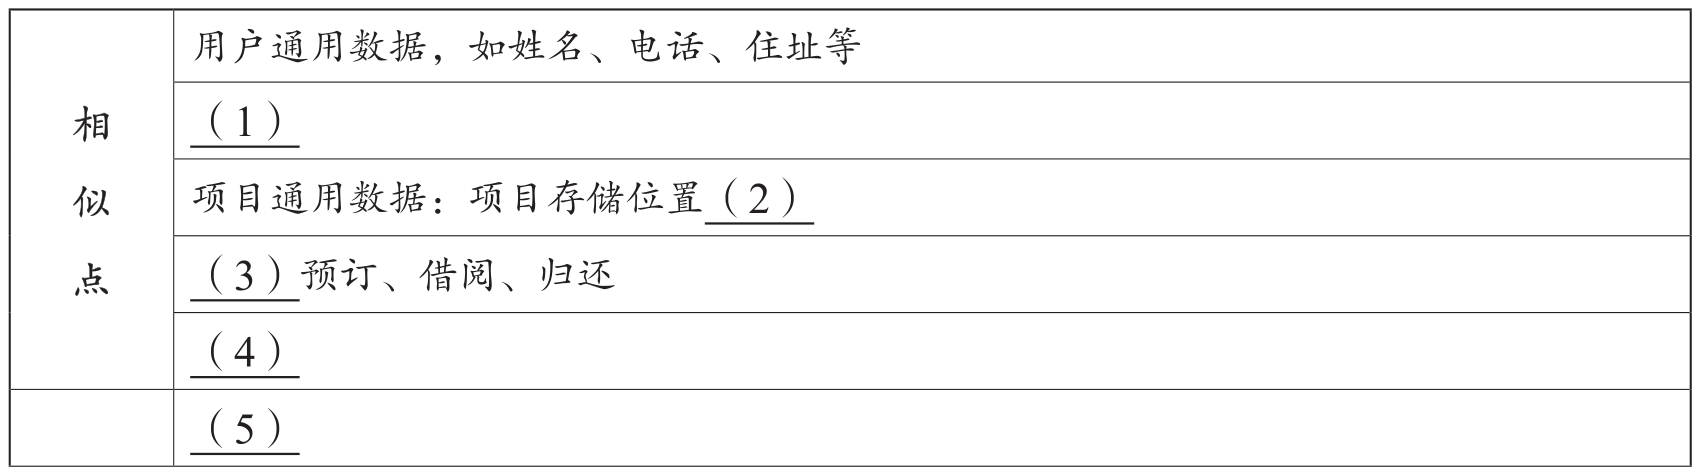 用户通用数据，如姓名、电话、住址等
相
（1）
似
项目通用数据：项目存储位置（2）
点
（3）预订、借阅、归还
（4）
（5）